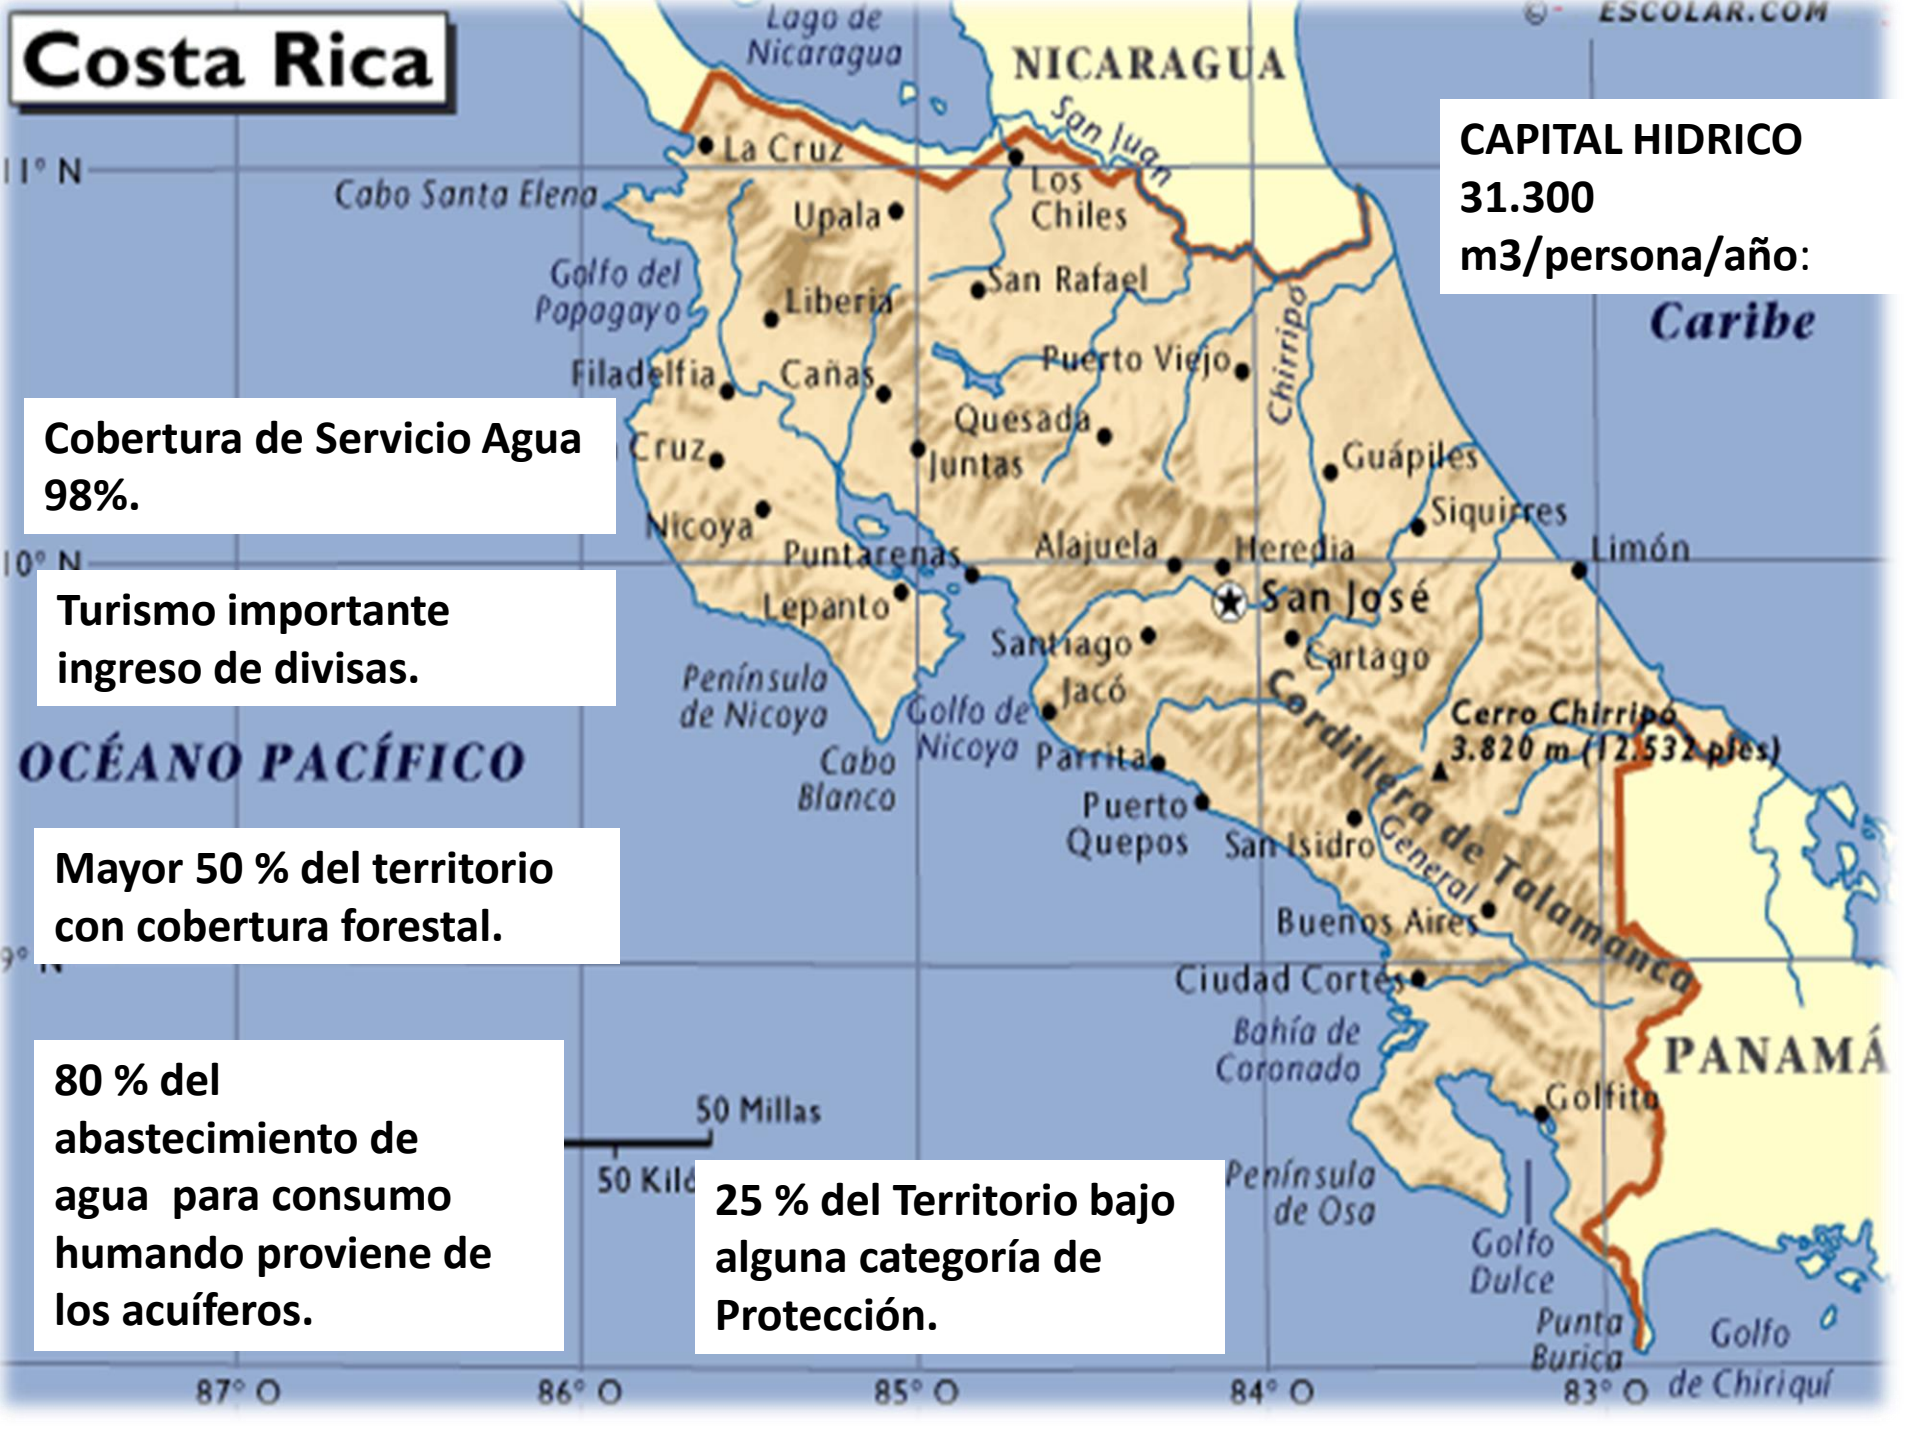 Costa Rica
Lago de
Nicaragua
NICARAGUA
© ESCOLAR.COM
San Juan
CAPITAL HIDRICO
31.300
m3/persona/año:
Caribe
11° N
La Cruz
Cabo Santa Elena
Upala
Los
Chiles
Golfo del
Papagayo
San Rafael
Liberia
Chirripó
Filadelfia
Cañas
Puerto Viejo
Quesada
Cobertura de Servicio Agua
98%.
Cruz
Juntas
Guápiles
Siquirres
Nicoya
10° N
Puntarenas
Alajuela
Heredia
Limón
Turismo importante
ingreso de divisas.
Lepanto
San José
Santiago
Cartago
Península
de Nicoya
Jacó
Golfo de
Nicoya
Cordillera de Talamanca
Cerro Chirripó
3.820 m (12.532 pies)
OCÉANO PACÍFICO
Cabo
Blanco
Parrita
Puerto
Quepos
San Isidro
General
Mayor 50 % del territorio
con cobertura forestal.
Buenos Aires
9° N
Ciudad Cortés
Bahía de
Coronado
PANAMÁ
80 % del
abastecimiento de
agua  para consumo
humando proviene de
los acuíferos.
50 Millas
50 Kiló
Golfito
25 % del Territorio bajo
alguna categoría de
Protección.
Península
de Osa
Golfo
Dulce
Punta
Burica
Golfo
de Chiriquí
87° O
86° O
85° O
84° O
83° O